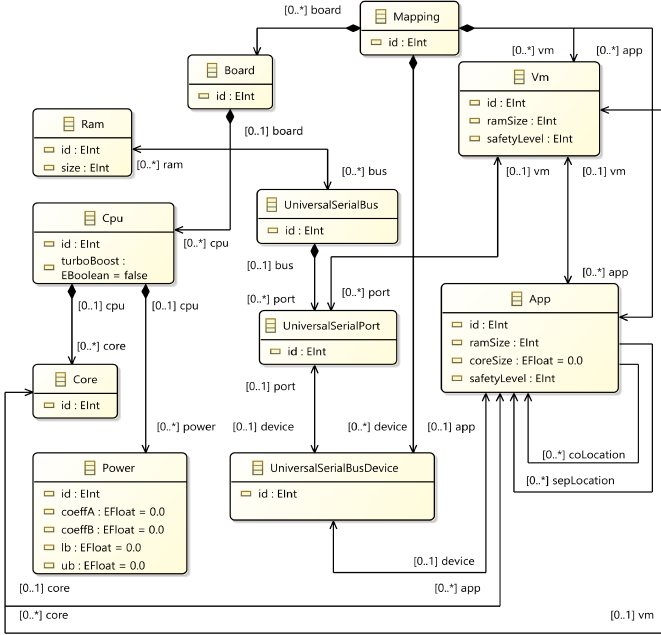 [0..*] board
Mapping
id : EInt
[0..*] vm
[0..*] app
Board
id : EInt
Vm
id : EInt
ramSize : EInt
safetyLevel : EInt
Ram
id : EInt
size : EInt
[0..1] board
[0..*] ram
[0..*] bus
[0..1] vm
[0..1] vm
Cpu
id : EInt
turboBoost :
EBoolean = false
[0..*] cpu
UniversalSerialBus
id : EInt
[0..1] bus
[0..*] app
[0..1] cpu
[0..1] cpu
[0..*] port
[0..*] port
App
id : EInt
ramSize : EInt
coreSize : EFloat = 0.0
safetyLevel : EInt
UniversalSerialPort
id : EInt
[0..*] core
Core
id : EInt
[0..1] port
[0..*] power
[0..1] device
[0..*] device
[0..1] app
[0..*] coLocation
[0..*] sepLocation
Power
id : EInt
coeffA : EFloat = 0.0
coeffB : EFloat = 0.0
lb : EFloat = 0.0
ub : EFloat = 0.0
UniversalSerialBusDevice
id : EInt
[0..1] device
[0..1] core
[0..*] app
[0..*] core
[0..1] vm